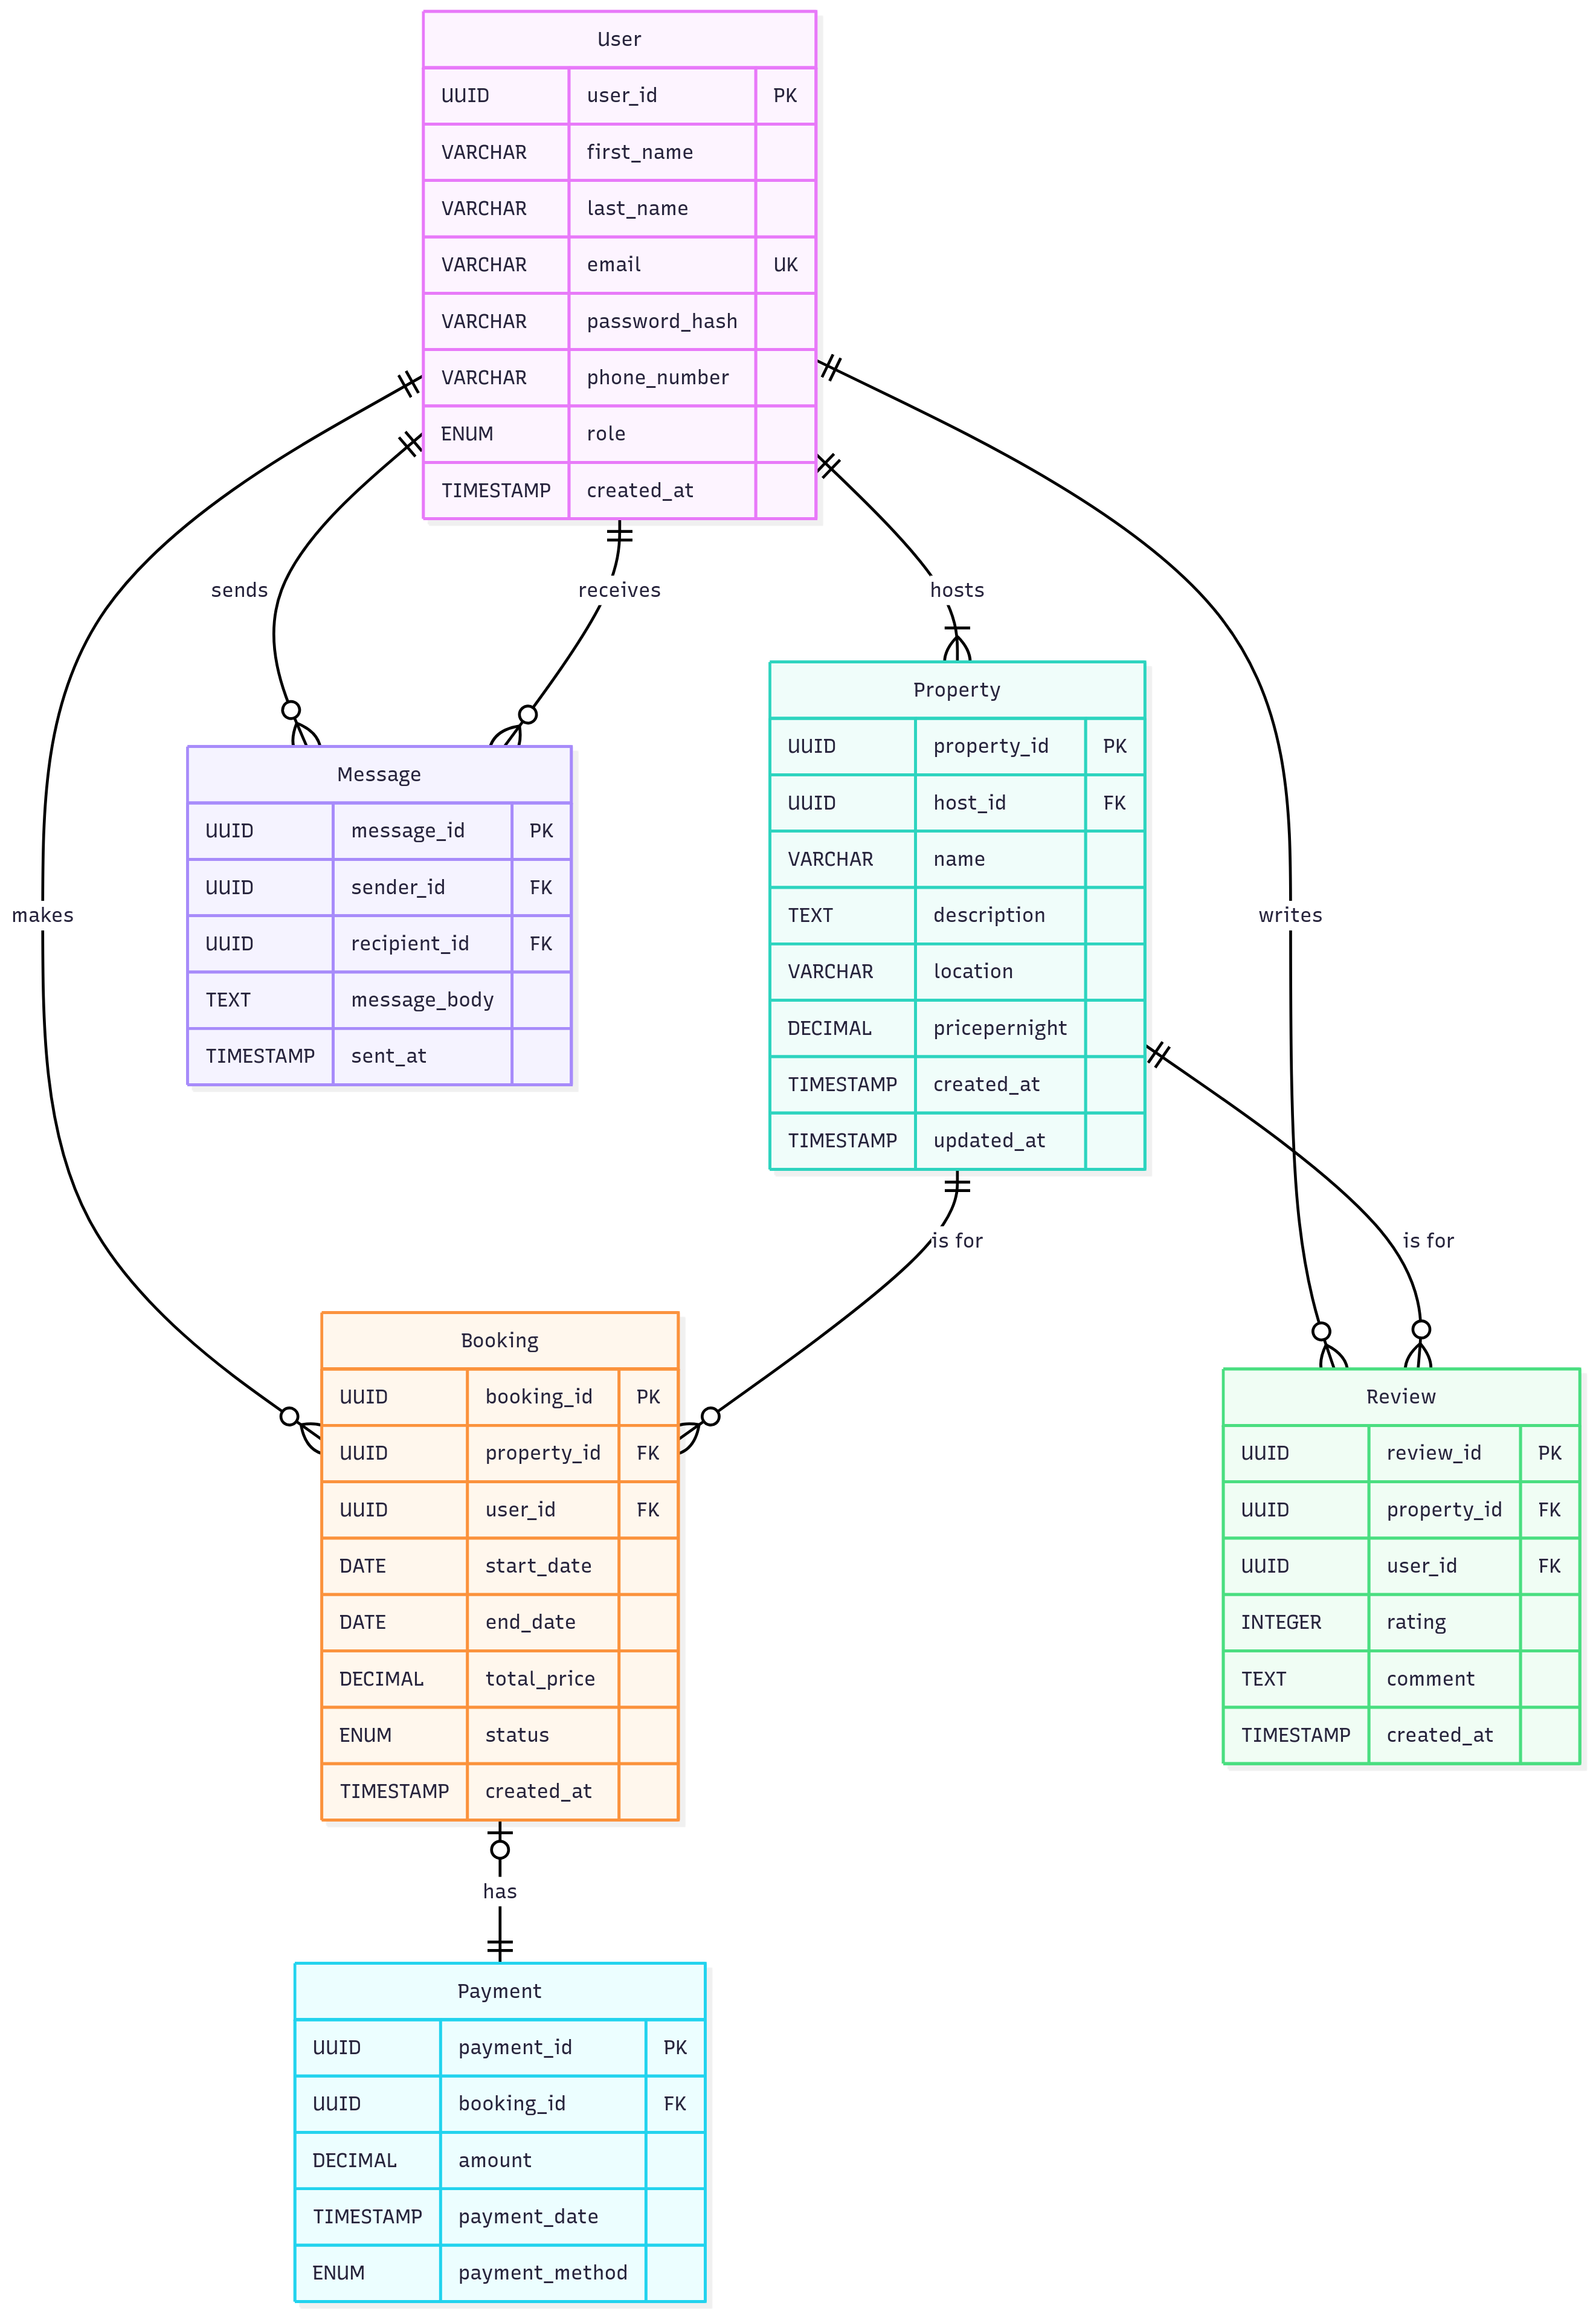 User
UUID user_id PK
VARCHAR first_name
VARCHAR last_name
VARCHAR email UK
VARCHAR password_hash
VARCHAR phone_number
ENUM role
TIMESTAMP created_at
sends
receives
hosts
makes
writes
Message
UUID message_id PK
UUID sender_id FK
UUID recipient_id FK
TEXT message_body
TIMESTAMP sent_at
Property
UUID property_id PK
UUID host_id FK
VARCHAR name
TEXT description
VARCHAR location
DECIMAL pricepernight
TIMESTAMP created_at
TIMESTAMP updated_at
is for
is for
Booking
UUID booking_id PK
UUID property_id FK
UUID user_id FK
DATE start_date
DATE end_date
DECIMAL total_price
ENUM status
TIMESTAMP created_at
Review
UUID review_id PK
UUID property_id FK
UUID user_id FK
INTEGER rating
TEXT comment
TIMESTAMP created_at
has
Payment
UUID payment_id PK
UUID booking_id FK
DECIMAL amount
TIMESTAMP payment_date
ENUM payment_method